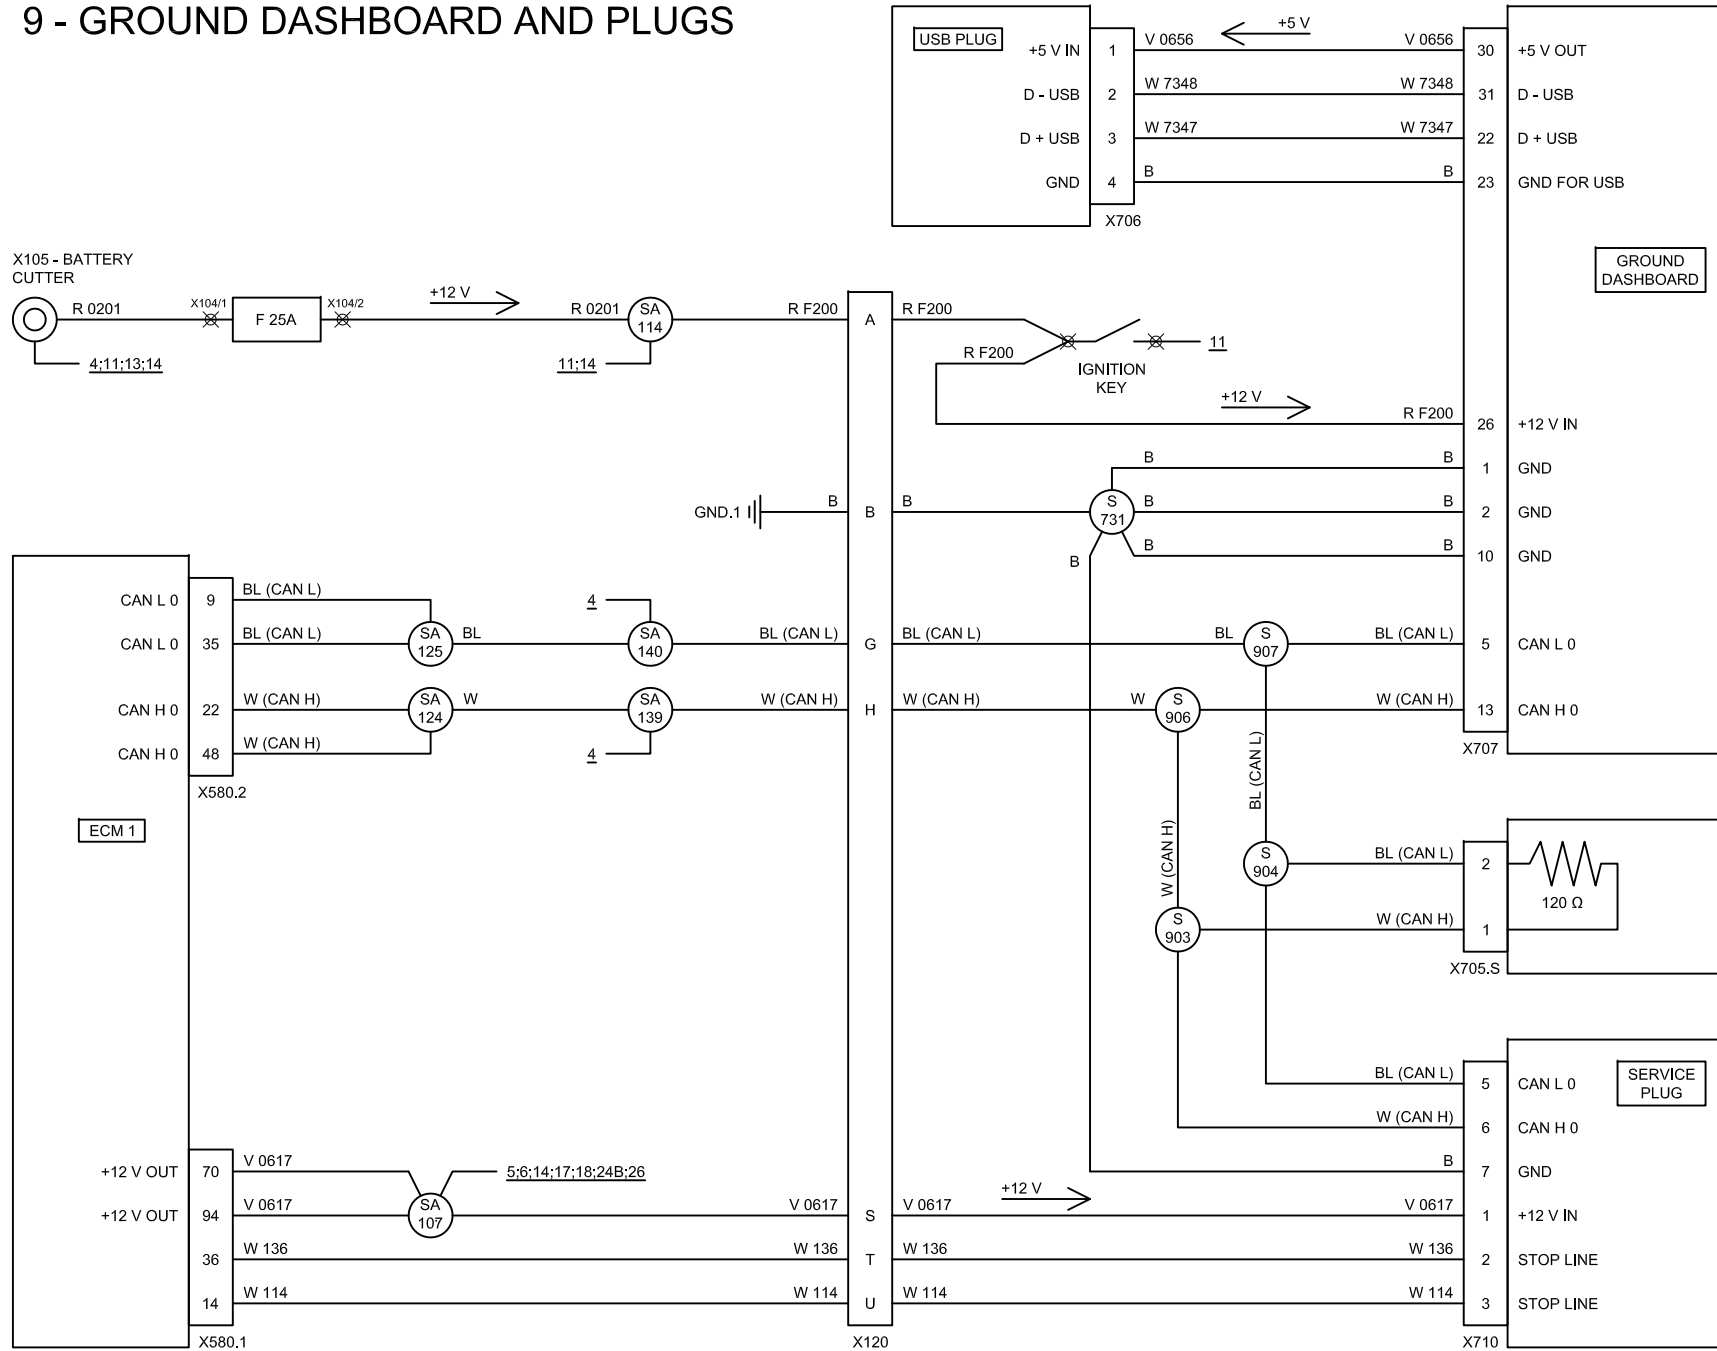 9 - GROUND DASHBOARD AND PLUGS
USB PLUG
+5 V IN 1 V 0656 +5 V V 0656 30 +5 V OUT
D - USB 2 W 7348 W 7348 31 D - USB
D + USB 3 W 7347 W 7347 22 D + USB
GND 4 B B 23 GND FOR USB
X706
GROUND
DASHBOARD
X105 - BATTERY
CUTTER
R 0201 X104/1 F 25A X104/2 +12 V R 0201 SA
114 R F200 A R F200
4;11;13;14
11;14
R F200
11
IGNITION
KEY
+12 V
R F200 26 +12 V IN
B B 1 GND
GND.1 B B B S
731 B B 2 GND
B B B 10 GND
CAN L 0 9 BL (CAN L)
4
CAN L 0 35 BL (CAN L) SA
125 BL SA
140 BL (CAN L) G BL (CAN L) BL S
907 BL (CAN L) 5 CAN L 0
CAN H 0 22 W (CAN H) SA
124 W SA
139 W (CAN H) H W (CAN H) W S
906 W (CAN H) 13 CAN H 0
CAN H 0 48 W (CAN H)
4
X707
X580.2
BL (CAN L)
W (CAN H)
ECM 1
S
904 BL (CAN L) 2
120 Ω
S
903 W (CAN H) 1
X705.S
SERVICE
PLUG
BL (CAN L) 5 CAN L 0
W (CAN H) 6 CAN H 0
+12 V OUT 70 V 0617
5;6;14;17;18;24B;26
B 7 GND
+12 V OUT 94 V 0617 SA
107 V 0617 S V 0617 +12 V V 0617 1 +12 V IN
36 W 136 W 136 T W 136 W 136 2 STOP LINE
14 W 114 W 114 U W 114 W 114 3 STOP LINE
X580.1
X120
X710